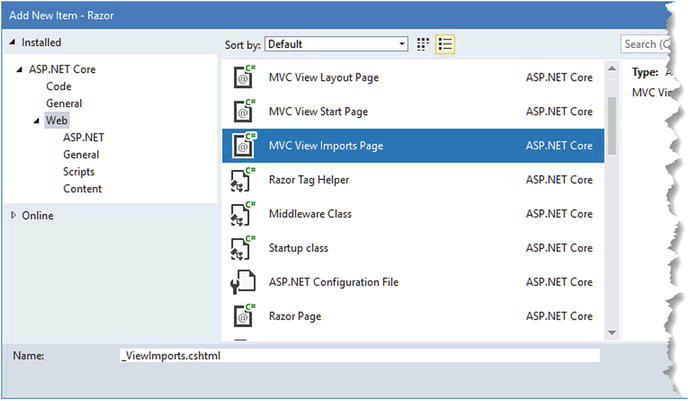 Add New Item - Razor
Installed
Sort by: Default
Search (C
ASP.NET Core
Code
General
Web
ASP.NET
General
Scripts
Content
Online
C# MVC View Layout Page ASP.NET Core
C# MVC View Start Page ASP.NET Core
C# MVC View Imports Page ASP.NET Core
C# Razor Tag Helper ASP.NET Core
C# Middleware Class ASP.NET Core
C# Startup class ASP.NET Core
ASP.NET Configuration File ASP.NET Core
C# Razor Page ASP.NET Core
Type:
MVC
Name: _ViewImports.cshtml